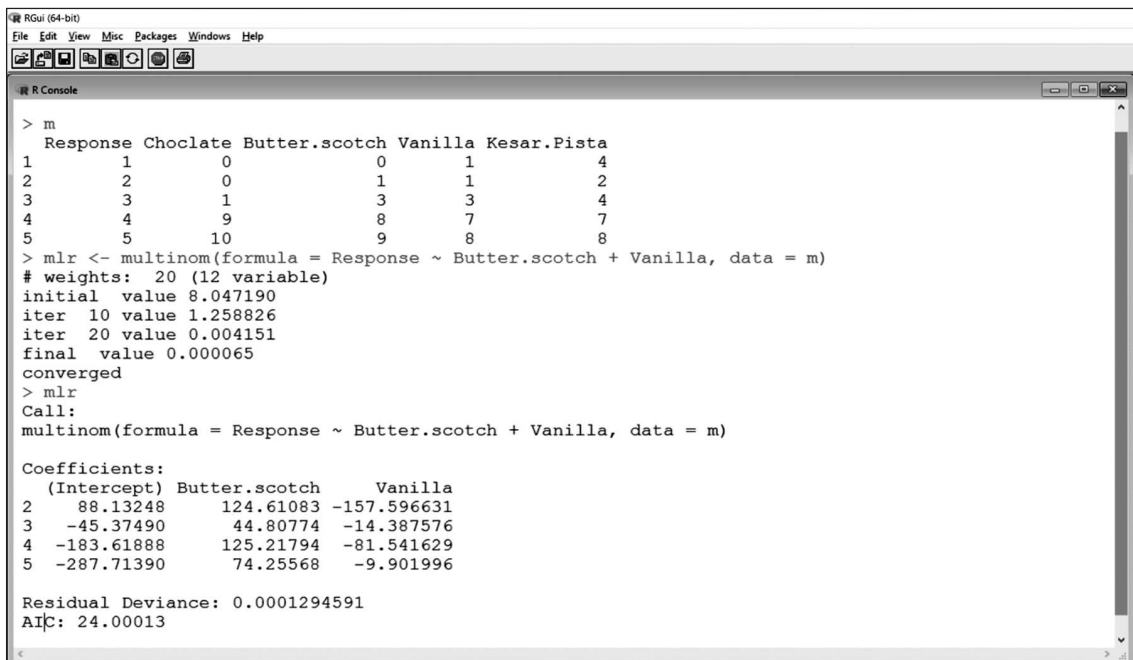 RGui (64-bit)
File Edit View Misc Packages Windows Help
R Console
> m
  Response Choclate Butter.scotch Vanilla Kesar.Pista
1        1        0             0       1           4
2        2        0             1       1           2
3        3        1             3       3           4
4        4        9             8       7           7
5        5       10             9       8           8
> mlr <- multinom(formula = Response ~ Butter.scotch + Vanilla, data = m)
# weights:  20 (12 variable)
initial  value 8.047190
iter  10 value 1.258826
iter  20 value 0.004151
final  value 0.000065
converged
> mlr
Call:
multinom(formula = Response ~ Butter.scotch + Vanilla, data = m)
Coefficients:
  (Intercept) Butter.scotch     Vanilla
2    88.13248     124.61083 -157.596631
3   -45.37490      44.80774  -14.387576
4  -183.61888     125.21794  -81.541629
5  -287.71390      74.25568   -9.901996
Residual Deviance: 0.0001294591
AIC: 24.00013